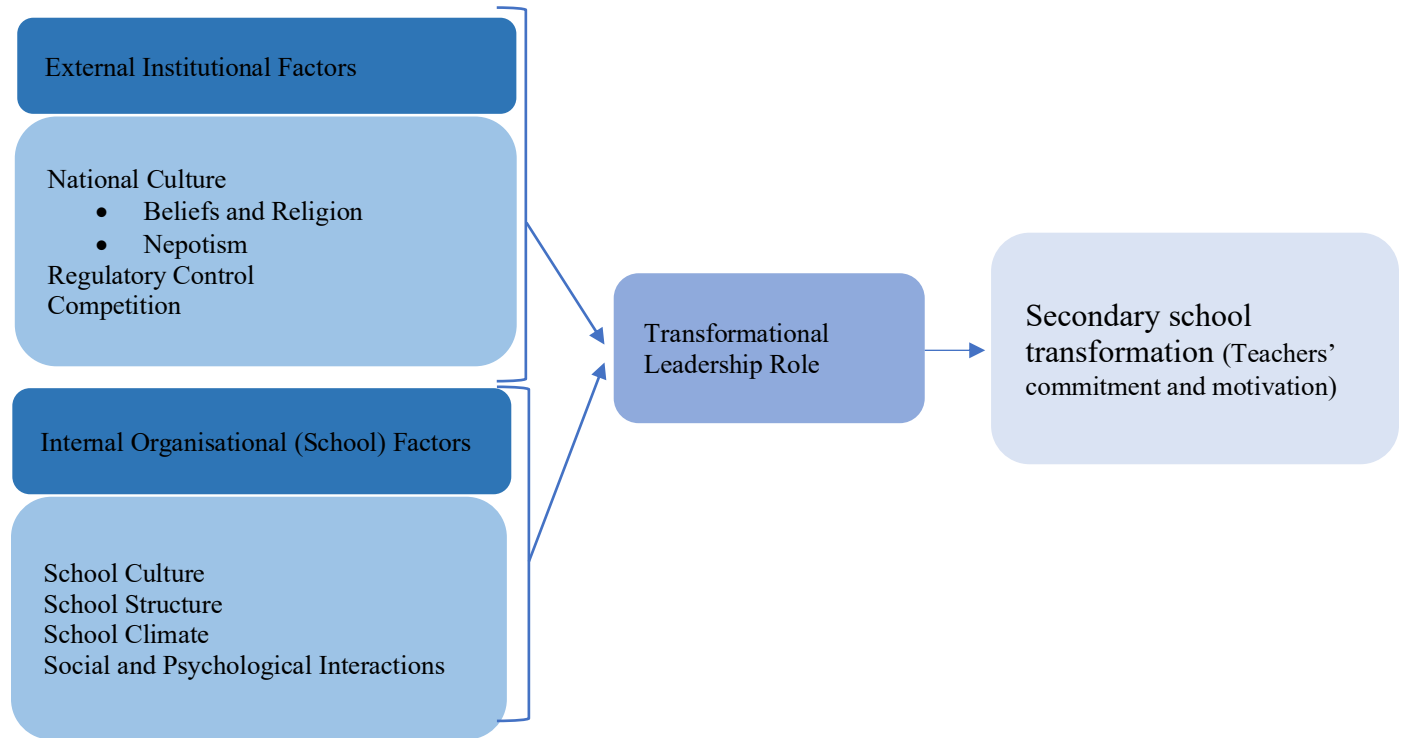 External Institutional Factors
National Culture
• Beliefs and Religion
• Nepotism
Regulatory Control
Competition
Internal Organisational (School) Factors
School Culture
School Structure
School Climate
Social and Psychological Interactions
Transformational
Leadership Role
Secondary school
transformation (Teachers’
commitment and motivation)